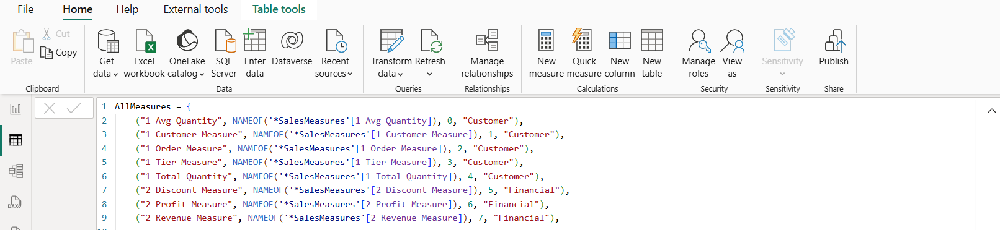 File Home Help External tools Table tools
Paste
Cut
Copy
Clipboard
Get data
Excel workbook
OneLake catalog
SQL Server
Enter data
Dataverse
Recent sources
Data
Transform data
Refresh
Queries
Manage relationships
Relationships
New measure
Quick measure
New column
New table
Calculations
Manage roles
View as
Security
Sensitivity
Sensitivity
Publish
Share
DAX
1 AllMeasures = {
2 ("1 Avg Quantity", NAMEOF('*SalesMeasures'[1 Avg Quantity]), 0, "Customer"),
3 ("1 Customer Measure", NAMEOF('*SalesMeasures'[1 Customer Measure]), 1, "Customer"),
4 ("1 Order Measure", NAMEOF('*SalesMeasures'[1 Order Measure]), 2, "Customer"),
5 ("1 Tier Measure", NAMEOF('*SalesMeasures'[1 Tier Measure]), 3, "Customer"),
6 ("1 Total Quantity", NAMEOF('*SalesMeasures'[1 Total Quantity]), 4, "Customer"),
7 ("2 Discount Measure", NAMEOF('*SalesMeasures'[2 Discount Measure]), 5, "Financial"),
8 ("2 Profit Measure", NAMEOF('*SalesMeasures'[2 Profit Measure]), 6, "Financial"),
9 ("2 Revenue Measure", NAMEOF('*SalesMeasures'[2 Revenue Measure]), 7, "Financial"),